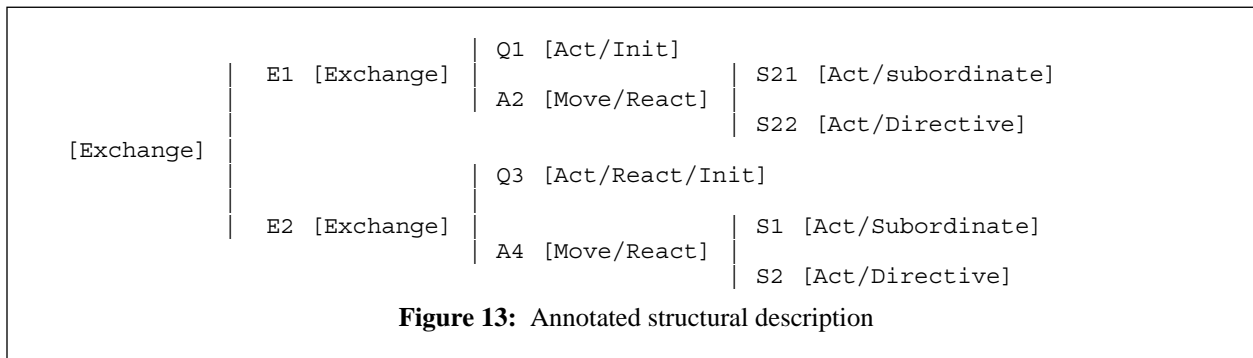 | Q1 [Act/Init]
| E1 [Exchange] | | S21 [Act/subordinate]
| | A2 [Move/React] |
| | S22 [Act/Directive]
[Exchange] |
| | Q3 [Act/React/Init]
| |
| E2 [Exchange] | | S1 [Act/Subordinate]
| A4 [Move/React] |
| S2 [Act/Directive]
Figure 13: Annotated structural description